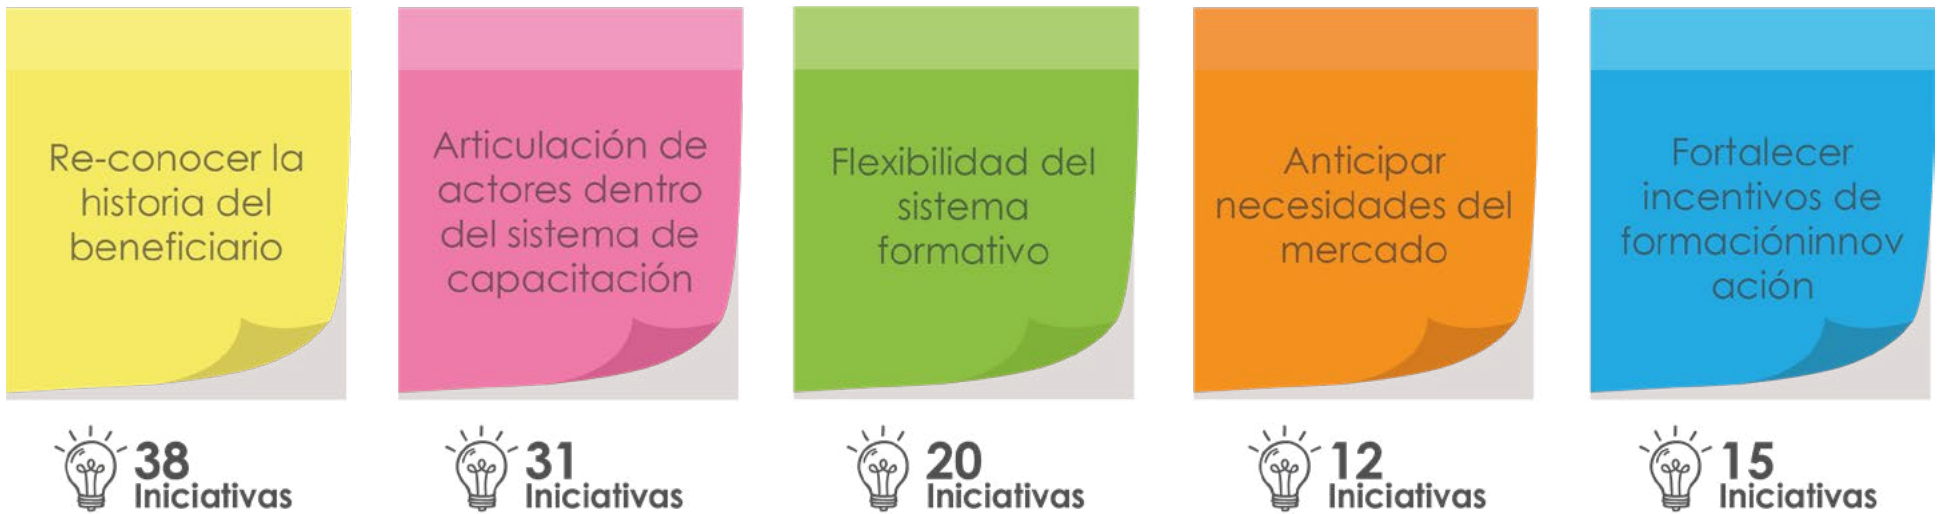 Re-conocer la
historia del
beneficiario
Articulación de
actores dentro
del sistema de
capacitación
Flexibilidad del
sistema
formativo
Anticipar
necesidades del
mercado
Fortalecer
incentivos de
formacióninnov
ación
38
Iniciativas
31
Iniciativas
20
Iniciativas
12
Iniciativas
15
Iniciativas